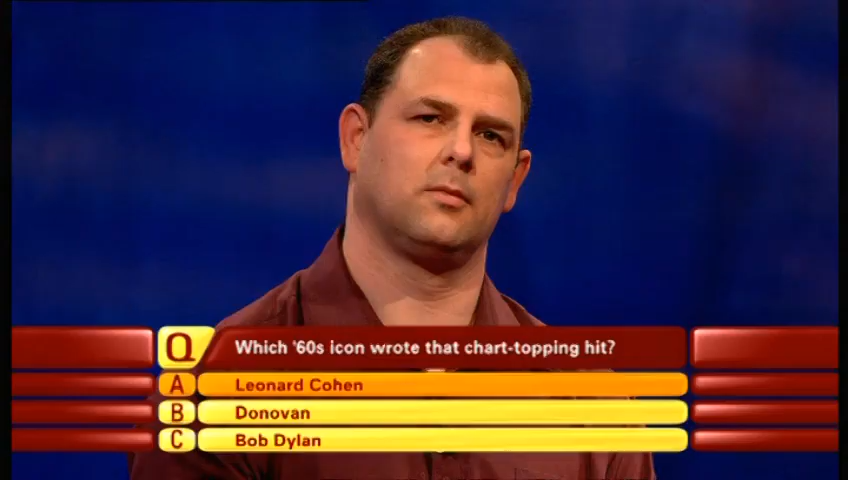 Q Which '60s icon wrote that chart-topping hit?
A Leonard Cohen
B Donovan
C Bob Dylan